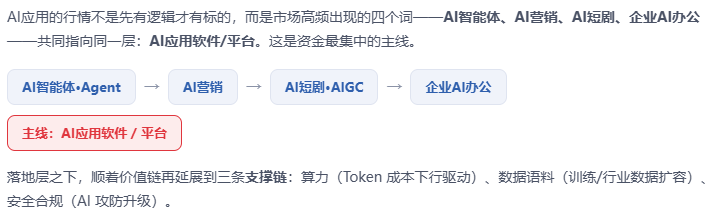 AI应用的行情不是先有逻辑才有标的，而是市场高频出现的四个词——AI智能体、AI营销、AI短剧、企业AI办公
——共同指向同一层：AI应用软件/平台。这是资金最集中的主线。
AI智能体·Agent → AI营销 → AI短剧·AIGC → 企业AI办公
主线：AI应用软件 / 平台
落地层之下，顺着价值链再延展到三条支撑链：算力（Token 成本下行驱动）、数据语料（训练/行业数据扩容）、
安全合规（AI 攻防升级）。